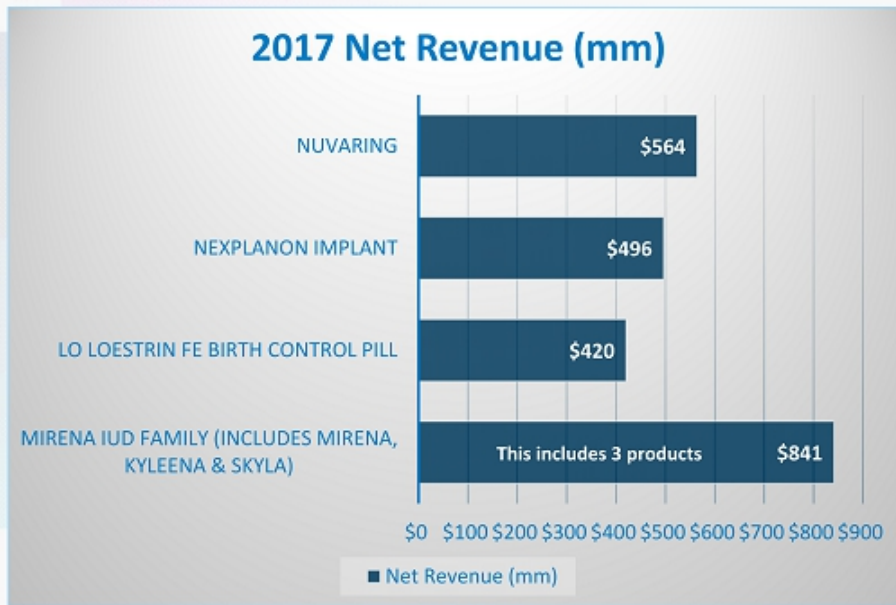 2017 Net Revenue (mm)
NUVARING
$564
NEXPLANON IMPLANT
$496
LO LOESTRIN FE BIRTH CONTROL PILL
$420
MIRENA IUD FAMILY (INCLUDES MIRENA,
KYLEENA & SKYLA)
This includes 3 products
$841
$0 $100 $200 $300 $400 $500 $600 $700 $800 $900
Net Revenue (mm)